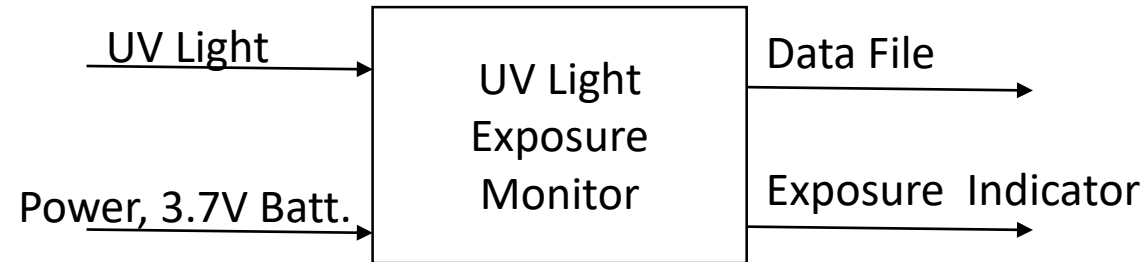 UV Light
Power, 3.7V Batt.
UV Light
Exposure
Monitor
Data File
Exposure Indicator